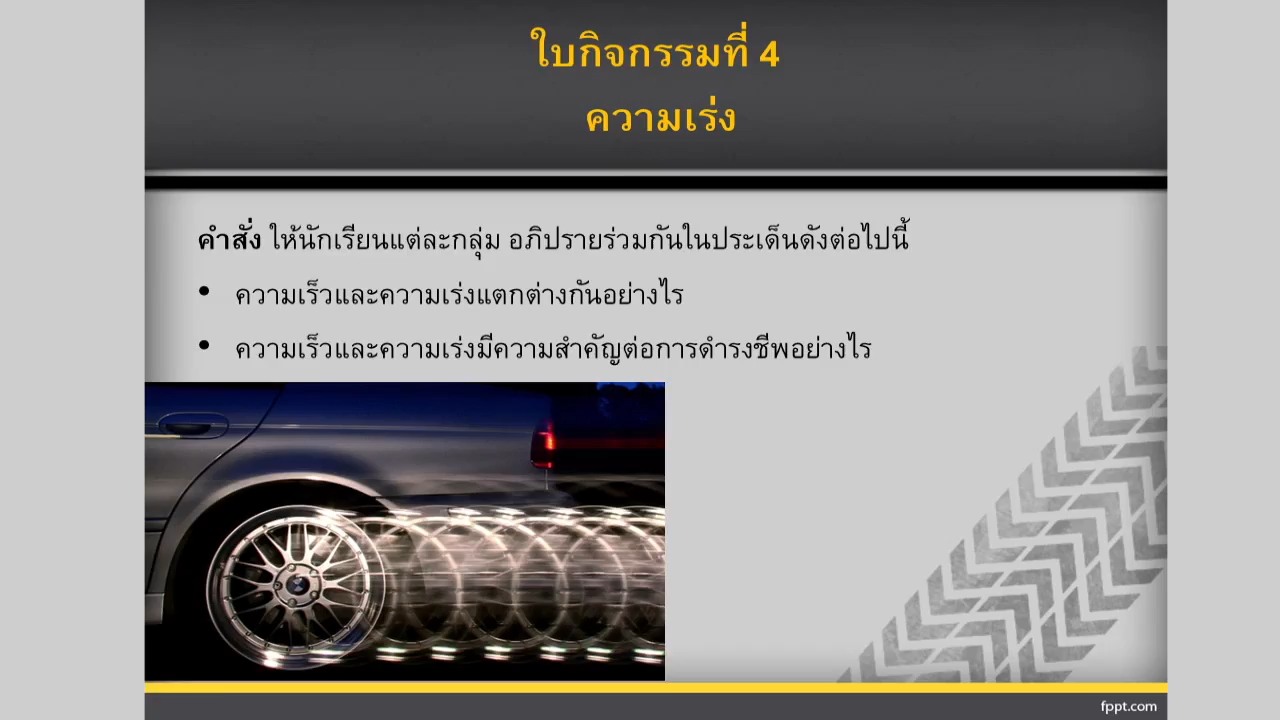 ใบกิจกรรมที่ 4
ความเร่ง
คำสั่ง ให้นักเรียนแต่ละกลุ่ม อภิปรายร่วมกันในประเด็นดังต่อไปนี้
• ความเร็วและความเร่งแตกต่างกันอย่างไร
• ความเร็วและความเร่งมีความสำคัญต่อการดำรงชีพอย่างไร
fppt.com